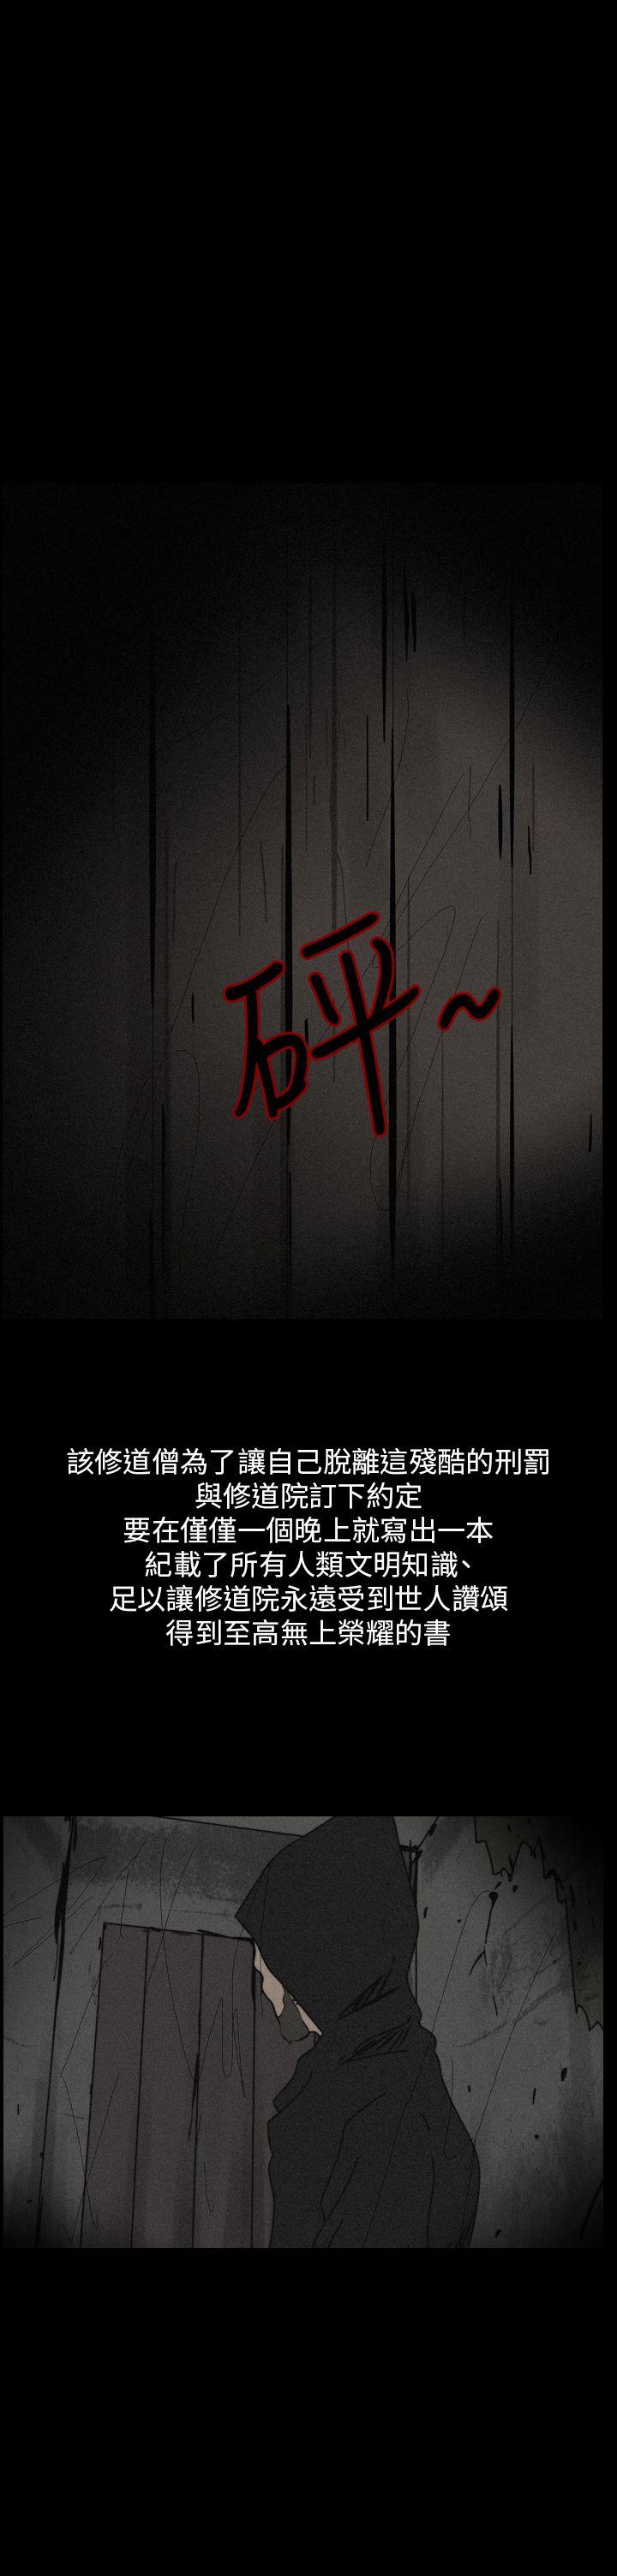 砰~
該修道僧為了讓自己脫離這殘酷的刑罰
與修道院訂下約定
要在僅僅一個晚上就寫出一本
紀載了所有人類文明知識、
足以讓修道院永遠受到世人讚頌
得到至高無上榮耀的書